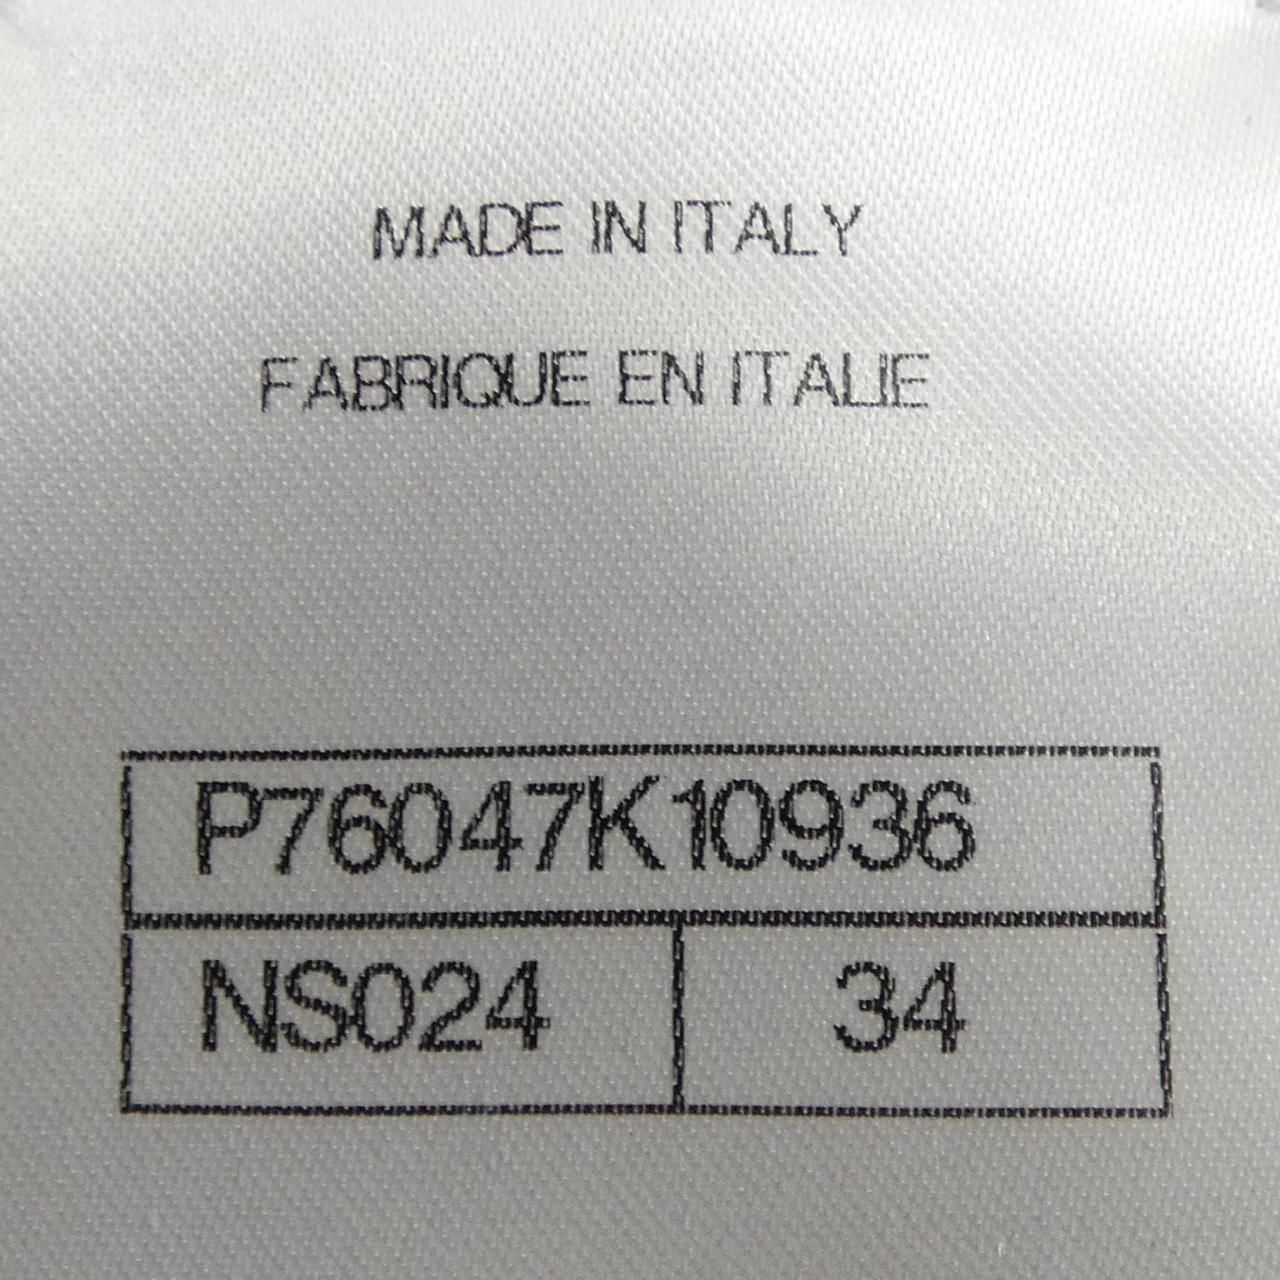 MADE IN ITALY
FABRIQUE EN ITALIE
P76047K10936
NS024 34